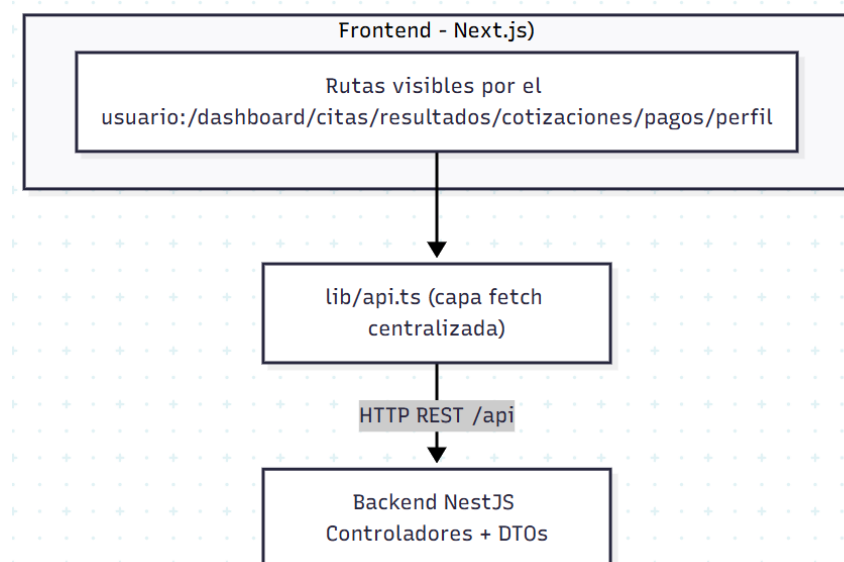 Frontend - Next.js)
Rutas visibles por el
usuario:/dashboard/citas/resultados/cotizaciones/pagos/perfil
lib/api.ts (capa fetch
centralizada)
HTTP REST /api
Backend NestJS
Controladores + DTOs